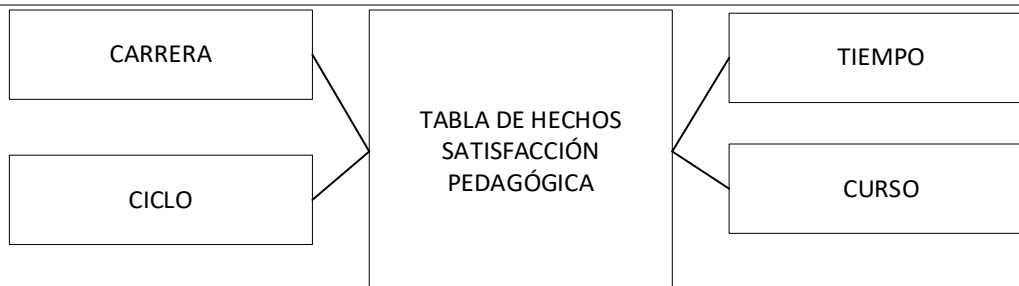 CARRERA
CICLO
TABLA DE HECHOS
SATISFACCIÓN
PEDAGÓGICA
TIEMPO
CURSO